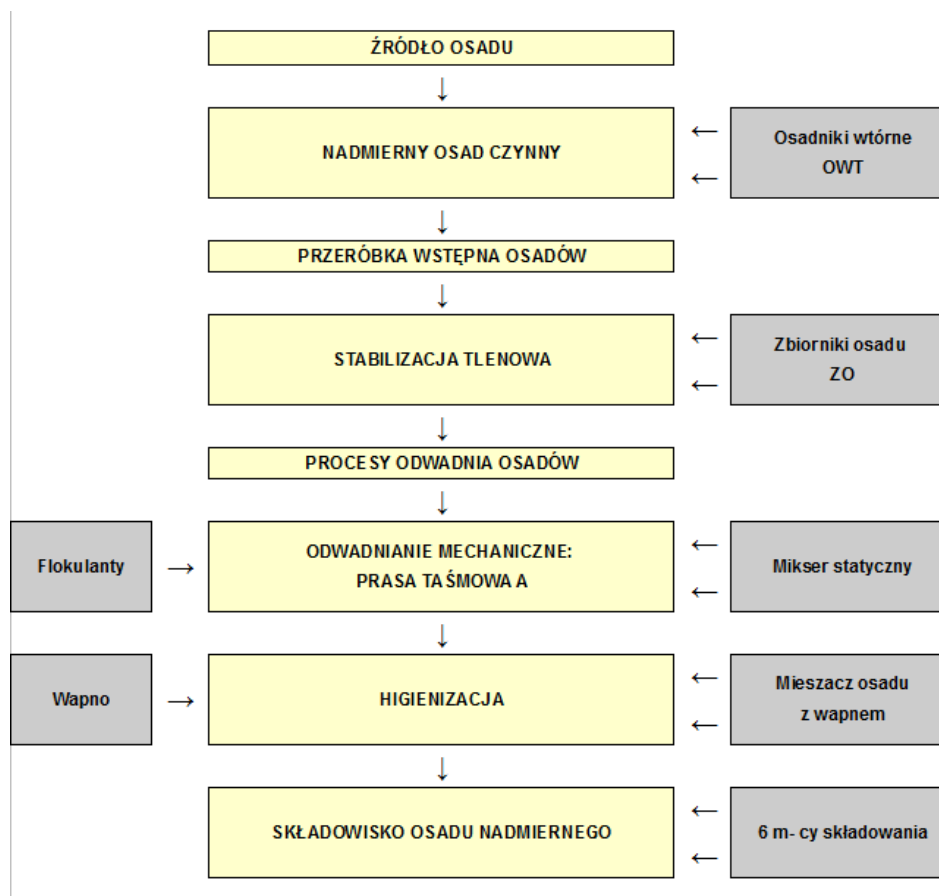 ŹRÓDŁO OSADU
NADMIERNY OSAD CZYNNY
Osadniki wtórne
OWT
PRZERÓBKA WSTĘPNA OSADÓW
STABILIZACJA TLENOWA
Zbiorniki osadu
ZO
PROCESY ODWADNIA OSADÓW
Flokulanty
ODWADNIANIE MECHANICZNE:
PRASA TAŚMOWA A
Mikser statyczny
Wapno
HIGIENIZACJA
Mieszacz osadu
z wapnem
SKŁADOWISKO OSADU NADMIERNEGO
6 m- cy składowania